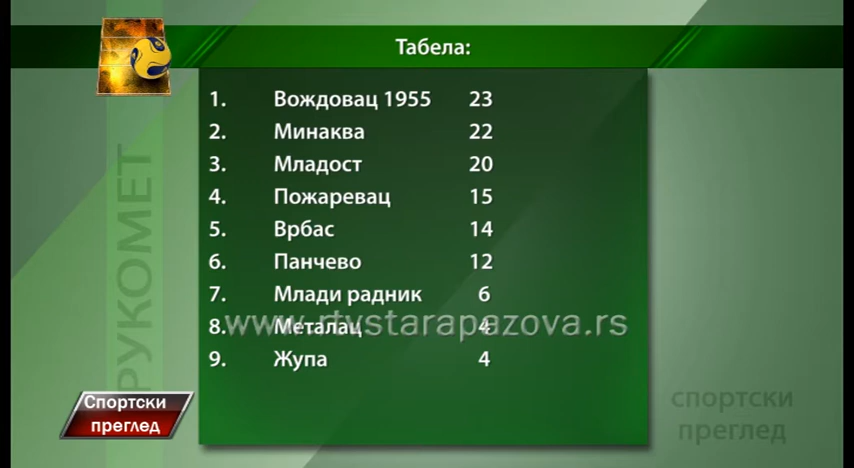 Табела:
1. Вождовац 1955 23
2. Минаква 22
3. Младост 20
4. Пожаревац 15
5. Врбас 14
6. Панчево 12
7. Млади радник 6
8. Металац 4
9. Жупа 4
www.rtvstarapazova.rs
РУКОМЕТ
Спортски
преглед
спортски
преглед